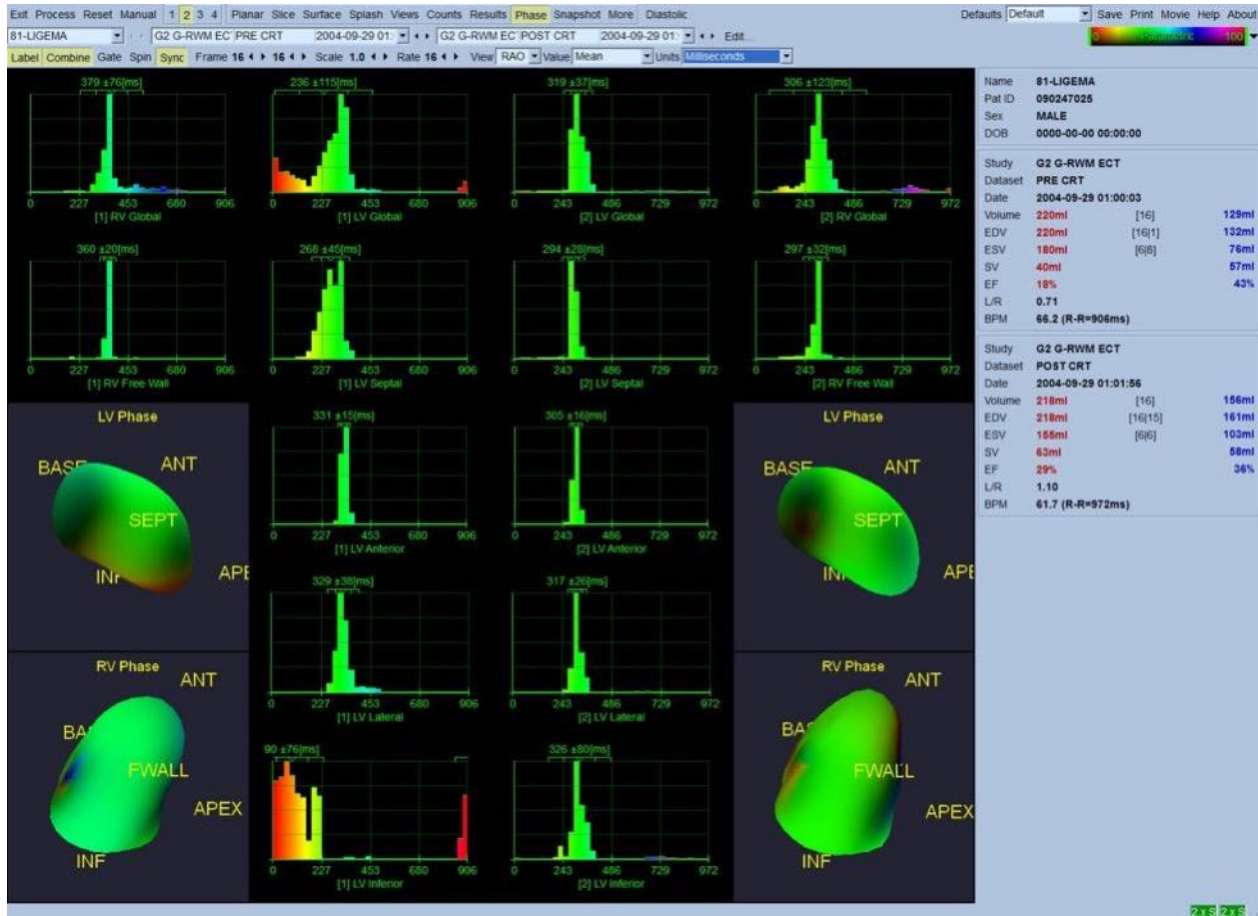 Exit Process Reset Manual 1 2 3 4 Planar Slice Surface Splash Views Counts Results Phase Snapshot More Diastolic Defaults Default Save Print Movie Help About
81-LIGEMA G2 G-RWM EC PRE CRT 2004-09-29 01: G2 G-RWM EC POST CRT 2004-09-29 01: Edit... 0 Parametric 100
Label Combine Gate Spin Sync Frame 16 16 Scale 1.0 Rate 16 View RAO Value Mean Units Milliseconds
379 ±76[ms] 236 ±115[ms] 319 ±37[ms] 306 ±123[ms]
0 227 453 680 906 0 227 453 680 906 0 243 486 729 972 0 243 486 729 972
[1] RV Global [1] LV Global [2] LV Global [2] RV Global
360 ±20[ms] 268 ±45[ms] 294 ±28[ms] 297 ±32[ms]
0 227 453 680 906 0 227 453 680 906 0 243 486 729 972 0 243 486 729 972
[1] RV Free Wall [1] LV Septal [2] LV Septal [2] RV Free Wall
LV Phase
BASE ANT
SEPT
INF APE
331 ±15[ms] 305 ±16[ms]
0 227 453 680 906 0 243 486 729 972
[1] LV Anterior [2] LV Anterior
LV Phase
BASE ANT
SEPT
INF APE
329 ±38[ms] 317 ±26[ms]
0 227 453 680 906 0 243 486 729 972
[1] LV Lateral [2] LV Lateral
RV Phase
ANT
BA
FWALL
APEX
INF
90 ±76[ms] 326 ±80[ms]
0 227 453 680 906 0 243 486 729 972
[1] LV Inferior [2] LV Inferior
RV Phase
ANT
BA
FWALL
APEX
INF
Name 81-LIGEMA
Pat ID 090247025
Sex MALE
DOB 0000-00-00 00:00:00
Study G2 G-RWM ECT
Dataset PRE CRT
Date 2004-09-29 01:00:03
Volume 220ml [16] 129ml
EDV 220ml [16|1] 132ml
ESV 180ml [6|8] 76ml
SV 40ml 57ml
EF 18% 43%
L/R 0.71
BPM 66.2 (R-R=906ms)
Study G2 G-RWM ECT
Dataset POST CRT
Date 2004-09-29 01:01:56
Volume 218ml [16] 156ml
EDV 218ml [16|15] 161ml
ESV 155ml [6|6] 103ml
SV 63ml 58ml
EF 29% 36%
L/R 1.10
BPM 61.7 (R-R=972ms)
2 x S 2 x S